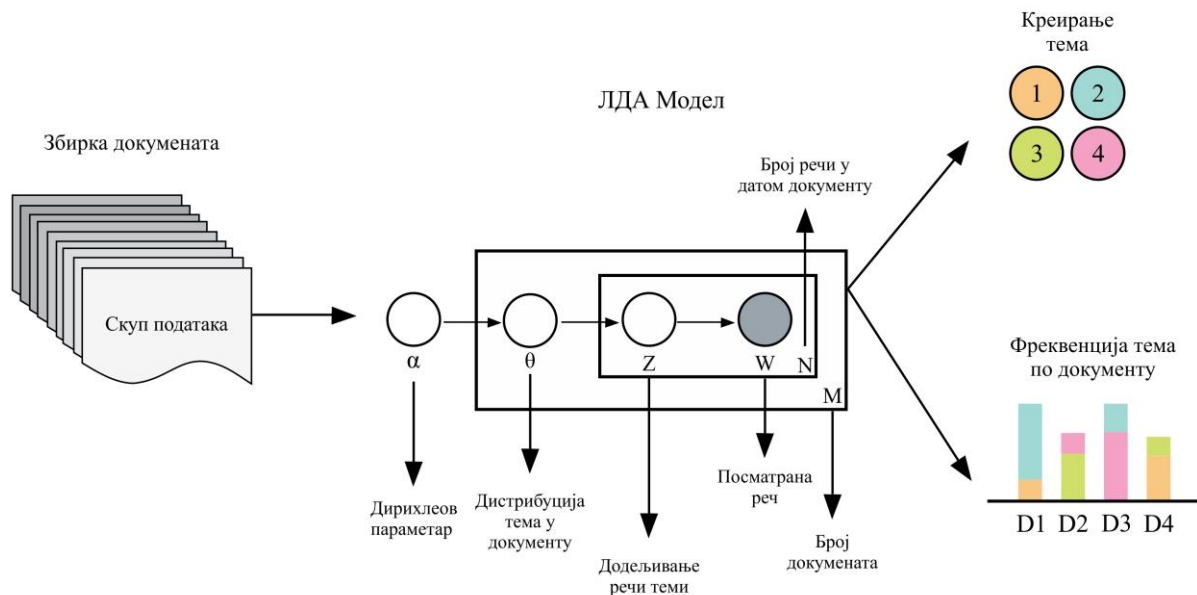 Збирка докумената
Скуп података
ЛДА Модел
Број речи у
датом документу
α
θ
Z
W
N
M
Дирихлеов
параметар
Дистрибуција
тема у
документу
Додељивање
речи теми
Посматрана
реч
Број
докумената
Креирање
тема
1 2
3 4
Фреквенција тема
по документу
D1 D2 D3 D4